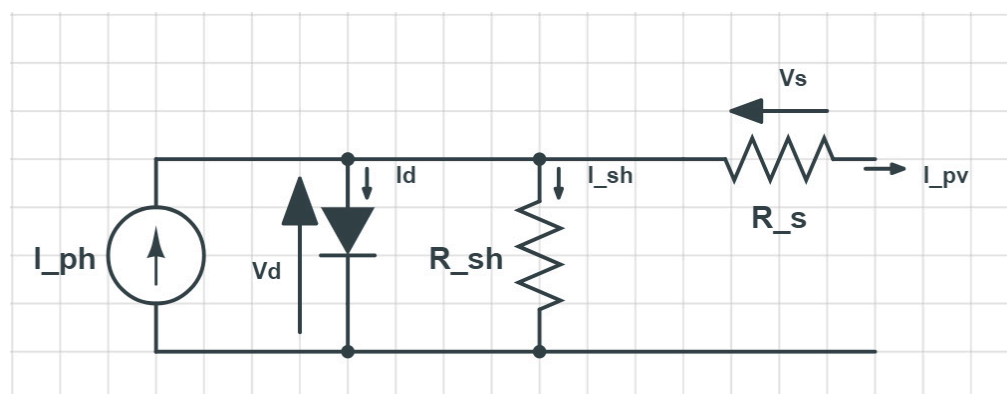 Vs
Id
I_sh
I_pv
R_s
I_ph
Vd
R_sh